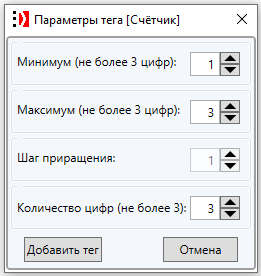 Параметры тега [Счётчик]
Минимум (не более 3 цифр): 1
Максимум (не более 3 цифр): 3
Шаг приращения: 1
Количество цифр (не более 3): 3
Добавить тег Отмена